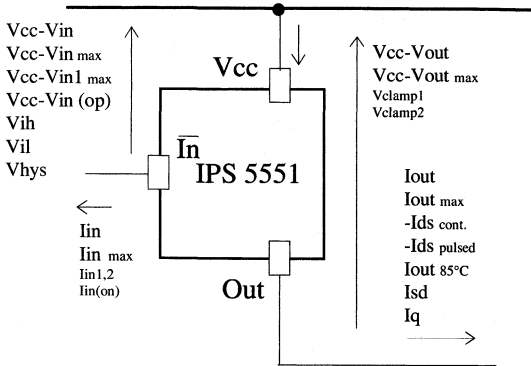 Vcc-Vin
Vcc-Vin max
Vcc-Vin1 max
Vcc-Vin (op)
Vih
Vil
Vhys
Vcc
In
IPS 5551
Out
Iin
Iin max
Iin1,2
Iin(on)
Vcc-Vout
Vcc-Vout max
Vclamp1
Vclamp2
Iout
Iout max
-Ids cont.
-Ids pulsed
Iout 85°C
Isd
Iq